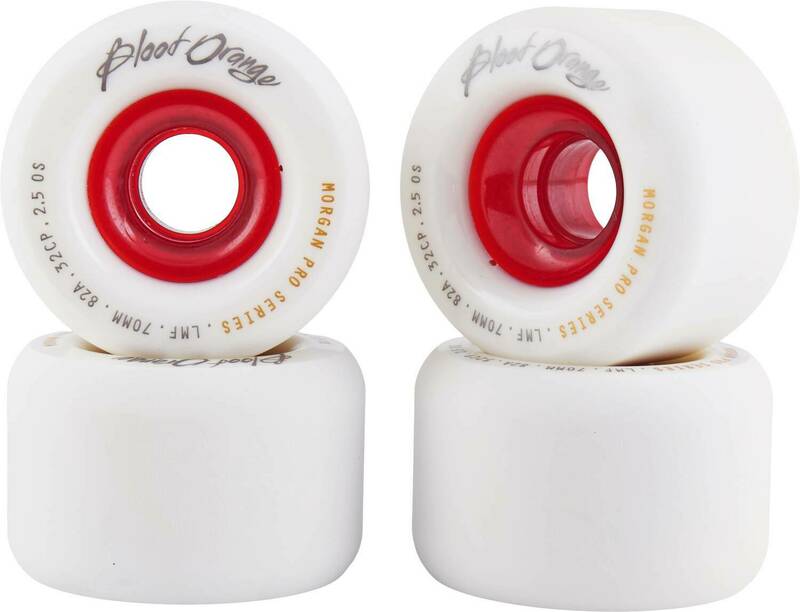 Blood Orange
MORGAN PRO SERIES . LMF . 70MM . 82A . 32CP . 2.5 OS
Blood Orange
MORGAN PRO SERIES . LMF . 70MM . 82A . 32CP . 2.5 OS
Blood Orange
PRO SERIES . LMF . 70MM . 82A .